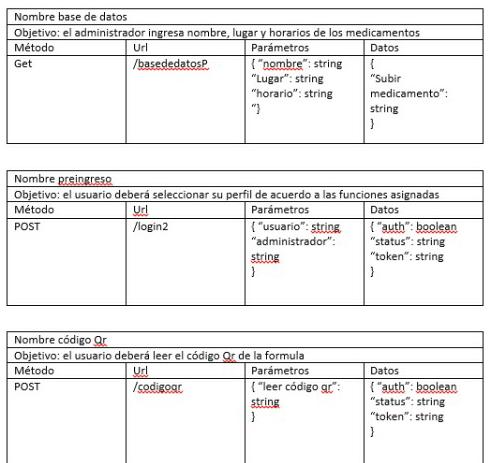 Nombre base de datos
Objetivo: el administrador ingresa nombre, lugar y horarios de los medicamentos
Método Url Parámetros Datos
Get /basededatosP { “nombre”: string {
“Lugar”: string “Subir
“horario”: string medicamento”:
“} string
}
Nombre preingreso
Objetivo: el usuario deberá seleccionar su perfil de acuerdo a las funciones asignadas
Método Url Parámetros Datos
POST /login2 { “usuario”: string { “auth”: boolean
“administrador”: “status”: string
string “token”: string
} }
Nombre código Qr
Objetivo: el usuario deberá leer el código Qr de la formula
Método Url Parámetros Datos
POST /codigoqr { “leer código qr”: { “auth”: boolean
string “status”: string
} “token”: string
}